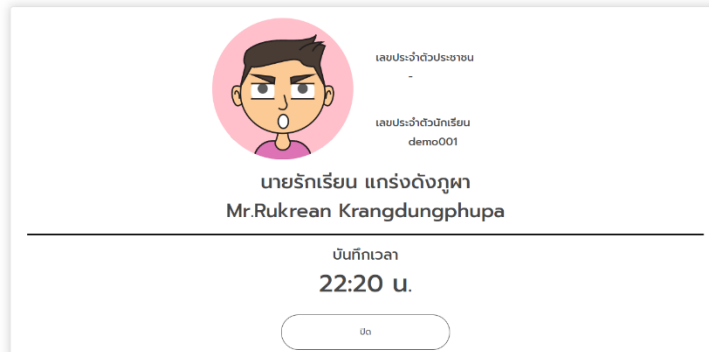 เลขประจำตัวประชาชน
-
เลขประจำตัวนักเรียน
demo001
นายรักเรียน แกร่งดังภูผา
Mr.Rukrean Krangdungphupa
บันทึกเวลา
22:20 น.
ปิด